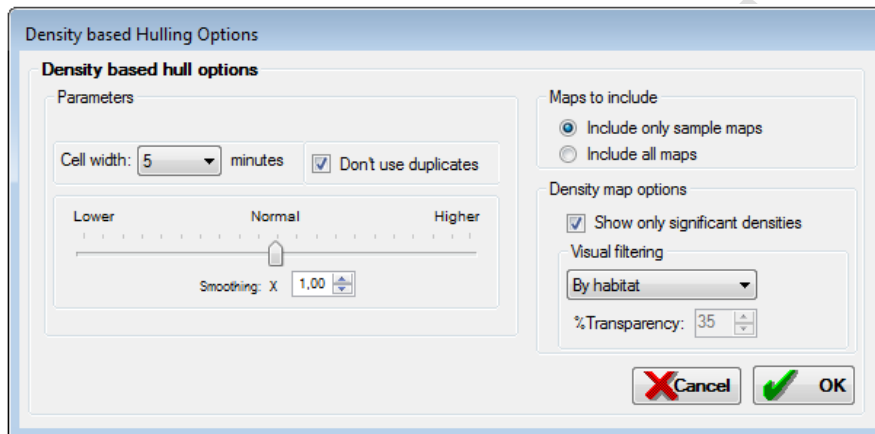 Density based Hulling Options
Density based hull options
Parameters
Cell width: 5 minutes
Don't use duplicates
Lower Normal Higher
Smoothing: X 1,00
Maps to include
Include only sample maps
Include all maps
Density map options
Show only significant densities
Visual filtering
By habitat
%Transparency: 35
Cancel OK